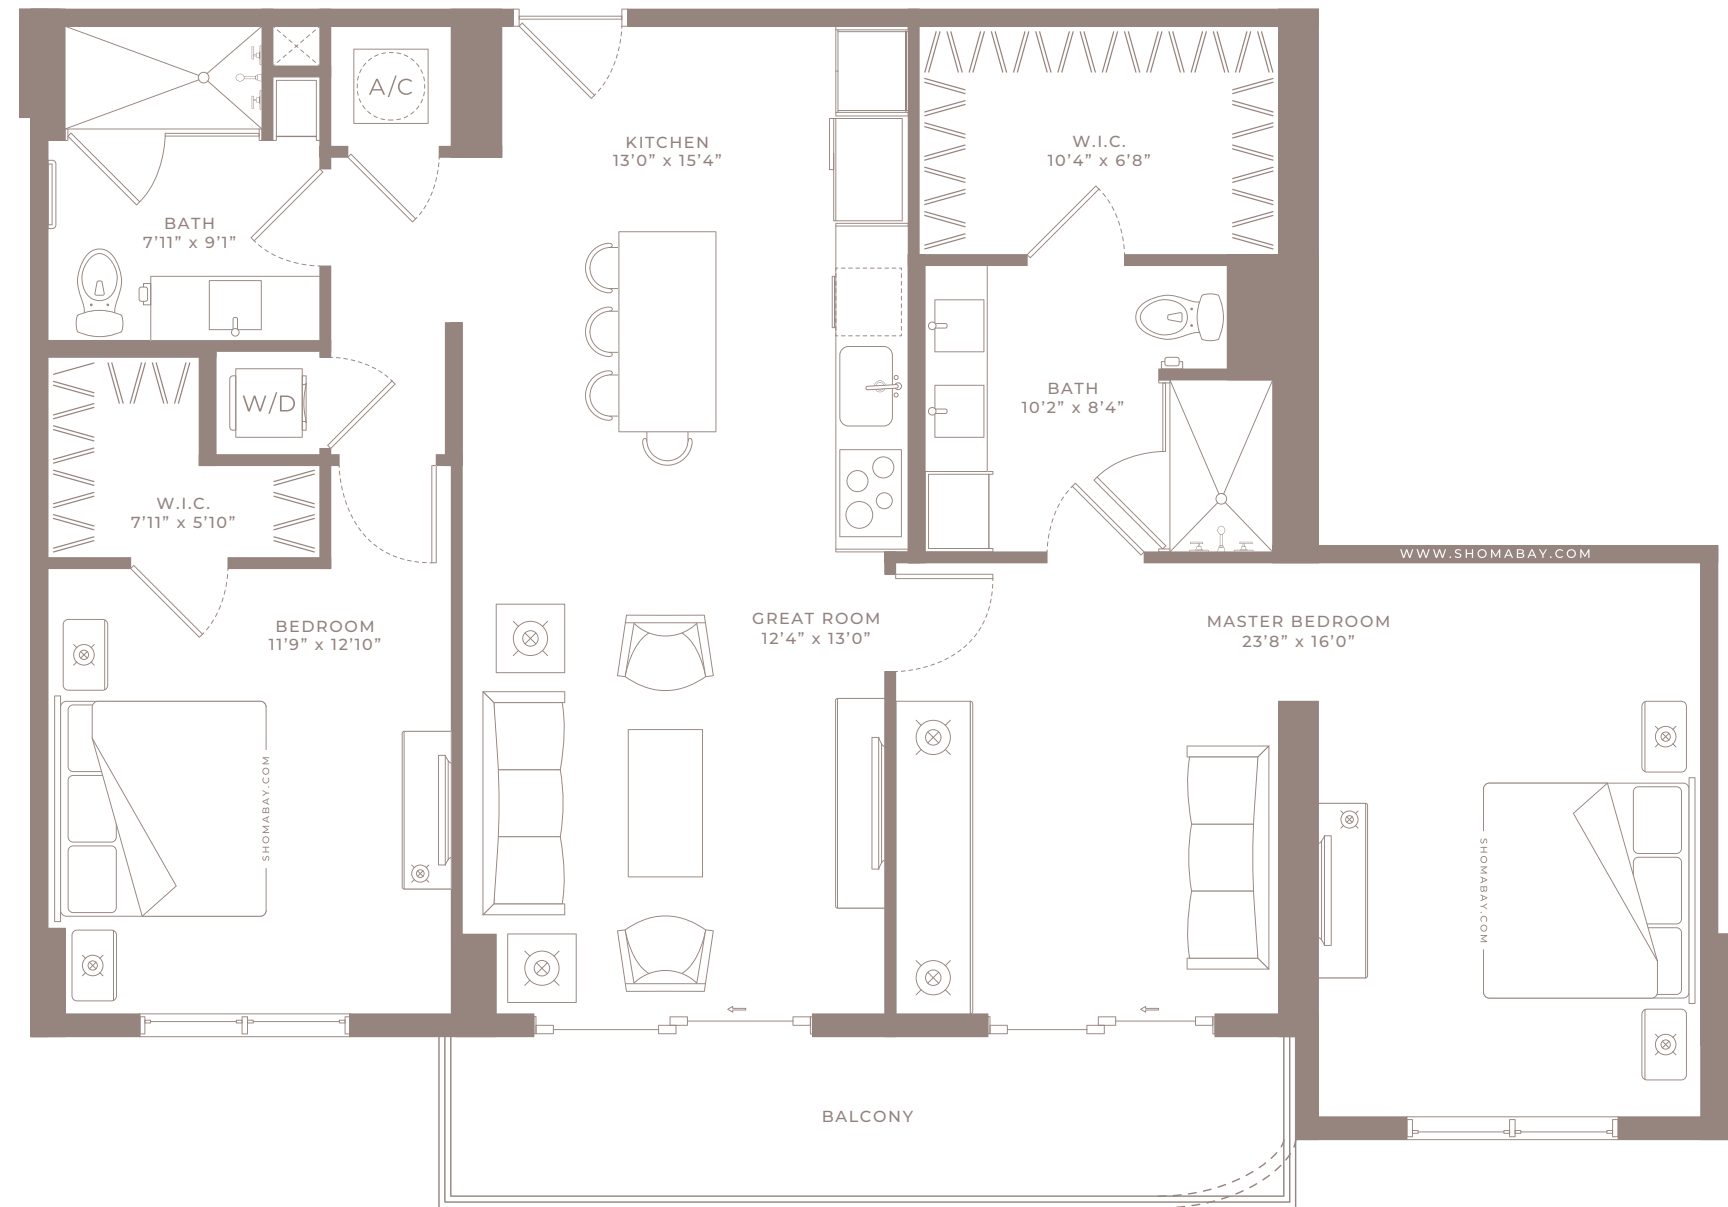 A/C
KITCHEN
13’0” x 15’4”
W.I.C.
10’4” x 6’8”
BATH
7’11” x 9’1”
W/D
BATH
10’2” x 8’4”
W.I.C.
7’11” x 5’10”
WWW.SHOMABAY.COM
BEDROOM
11’9” x 12’10”
GREAT ROOM
12’4” x 13’0”
MASTER BEDROOM
23’8” x 16’0”
SHOMABAY.COM
SHOMABAY.COM
BALCONY